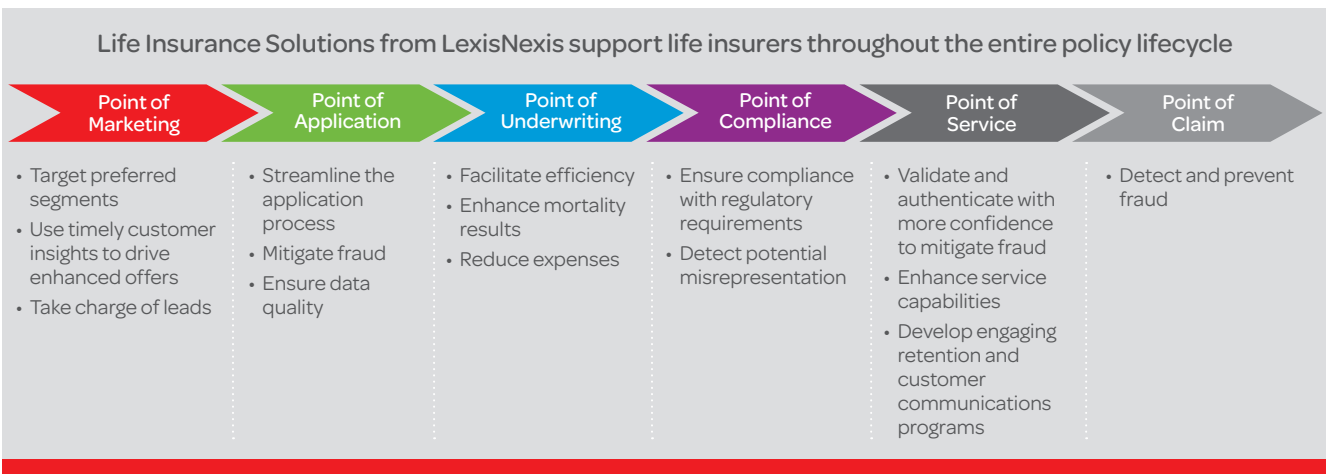 Life Insurance Solutions from LexisNexis support life insurers throughout the entire policy lifecycle
Point of
Marketing
Point of
Application
Point of
Underwriting
Point of
Compliance
Point of
Service
Point of
Claim
• Target preferred
segments
• Use timely customer
insights to drive
enhanced offers
• Take charge of leads
• Streamline the
application
process
• Mitigate fraud
• Ensure data
quality
• Facilitate efficiency
• Enhance mortality
results
• Reduce expenses
• Ensure compliance
with regulatory
requirements
• Detect potential
misrepresentation
• Validate and
authenticate with
more confidence
to mitigate fraud
• Enhance service
capabilities
• Develop engaging
retention and
customer
communications
programs
• Detect and prevent
fraud